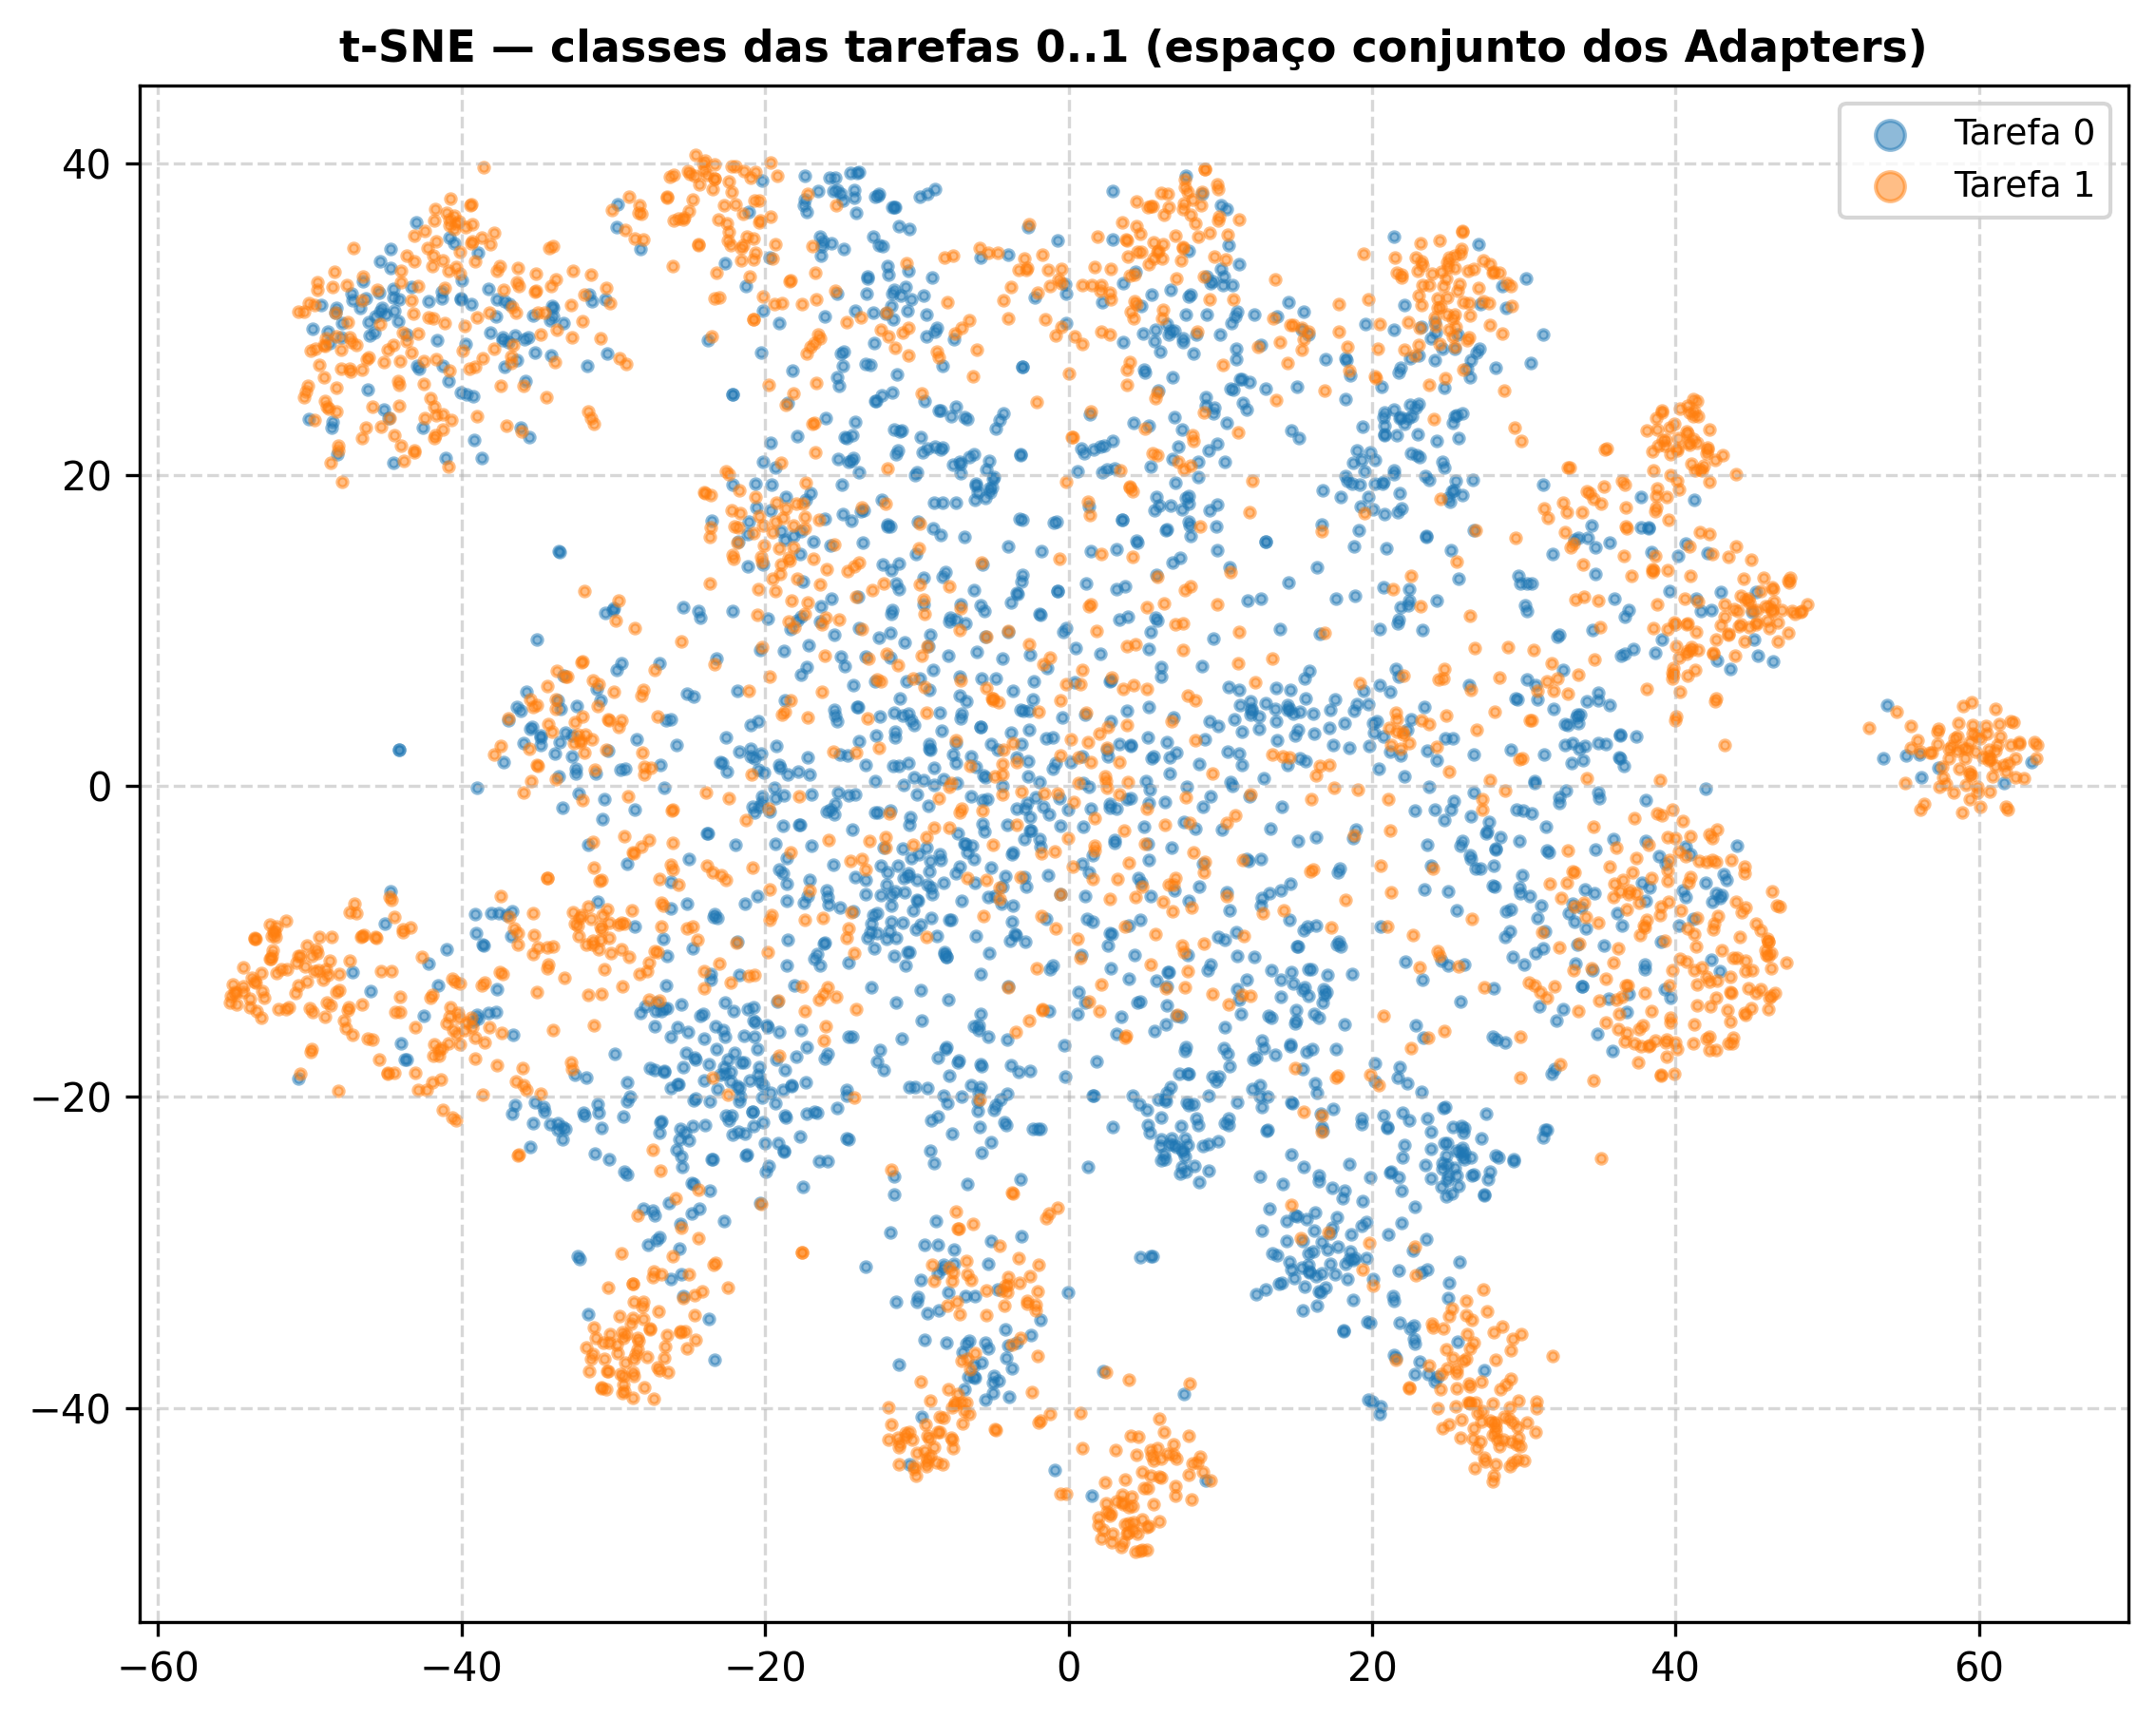 t-SNE — classes das tarefas 0..1 (espaço conjunto dos Adapters)
Tarefa 0
Tarefa 1
40
20
0
−20
−40
−60 −40 −20 0 20 40 60